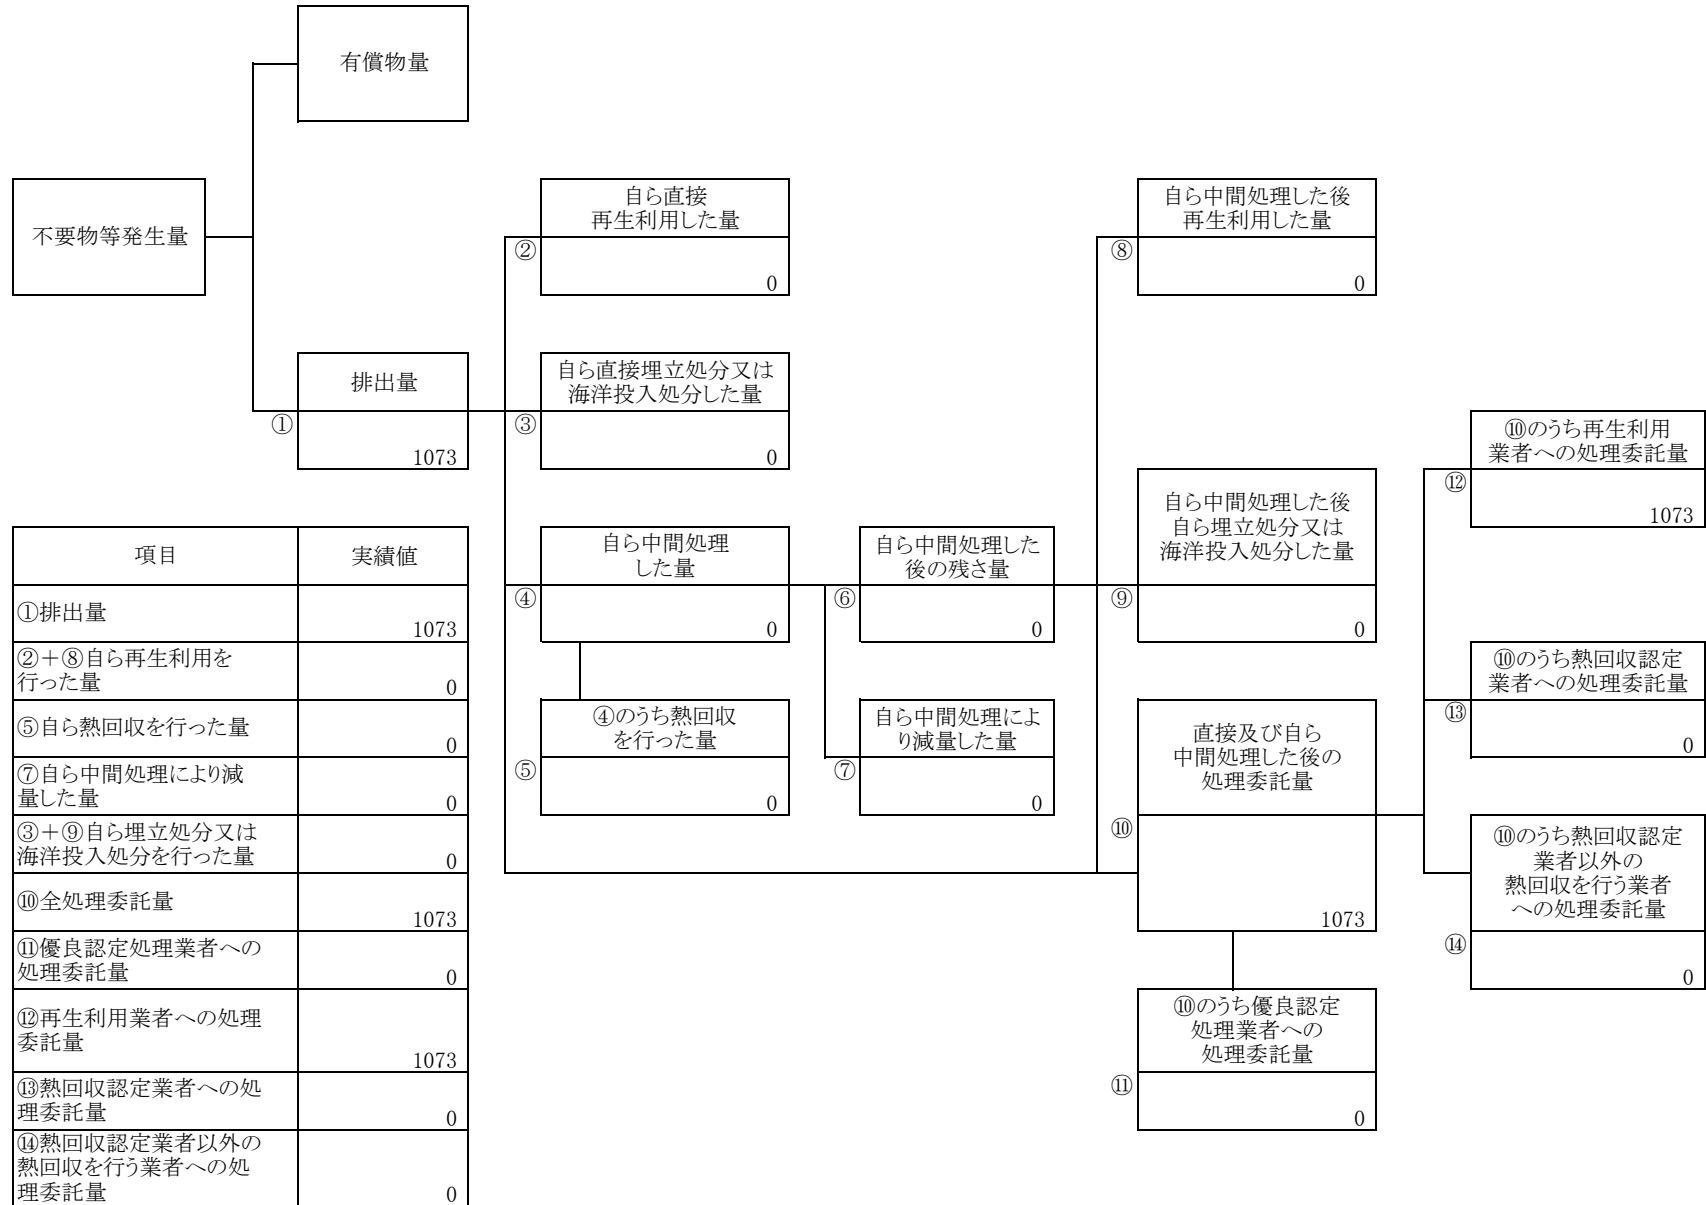 有償物量
不要物等発生量
自ら直接
再生利用した量
②
0
自ら中間処理した後
再生利用した量
⑧
0
排出量
①
1073
自ら直接埋立処分又は
海洋投入処分した量
③
0
⑩のうち再生利用
業者への処理委託量
⑫
1073
自ら中間処理
した量
④
0
自ら中間処理した
後の残さ量
⑥
0
自ら中間処理した後
自ら埋立処分又は
海洋投入処分した量
⑨
0
⑩のうち熱回収認定
業者への処理委託量
⑬
0
④のうち熱回収
を行った量
⑤
0
自ら中間処理によ
り減量した量
⑦
0
直接及び自ら
中間処理した後の
処理委託量
⑩
1073
⑩のうち熱回収認定
業者以外の
熱回収を行う業者
への処理委託量
⑭
0
⑩のうち優良認定
処理業者への
処理委託量
⑪
0
項目 実績値
①排出量
1073
②+⑧自ら再生利用を
行った量 0
⑤自ら熱回収を行った量
0
⑦自ら中間処理により減
量した量 0
③+⑨自ら埋立処分又は
海洋投入処分を行った量 0
⑩全処理委託量
1073
⑪優良認定処理業者への
処理委託量 0
⑫再生利用業者への処理
委託量
1073
⑬熱回収認定業者への処
理委託量 0
⑭熱回収認定業者以外の
熱回収を行う業者への処
理委託量 0